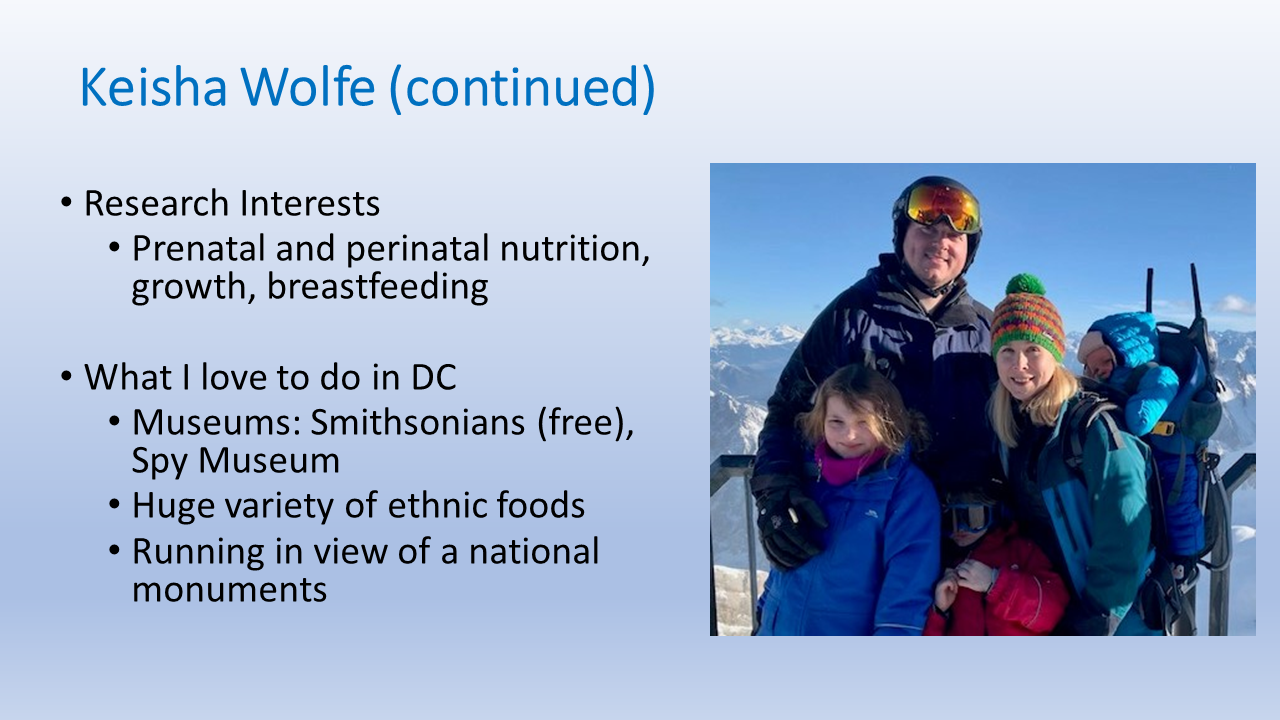 Keisha Wolfe (continued)
• Research Interests
• Prenatal and perinatal nutrition,
growth, breastfeeding
• What I love to do in DC
• Museums: Smithsonians (free),
Spy Museum
• Huge variety of ethnic foods
• Running in view of a national
monuments